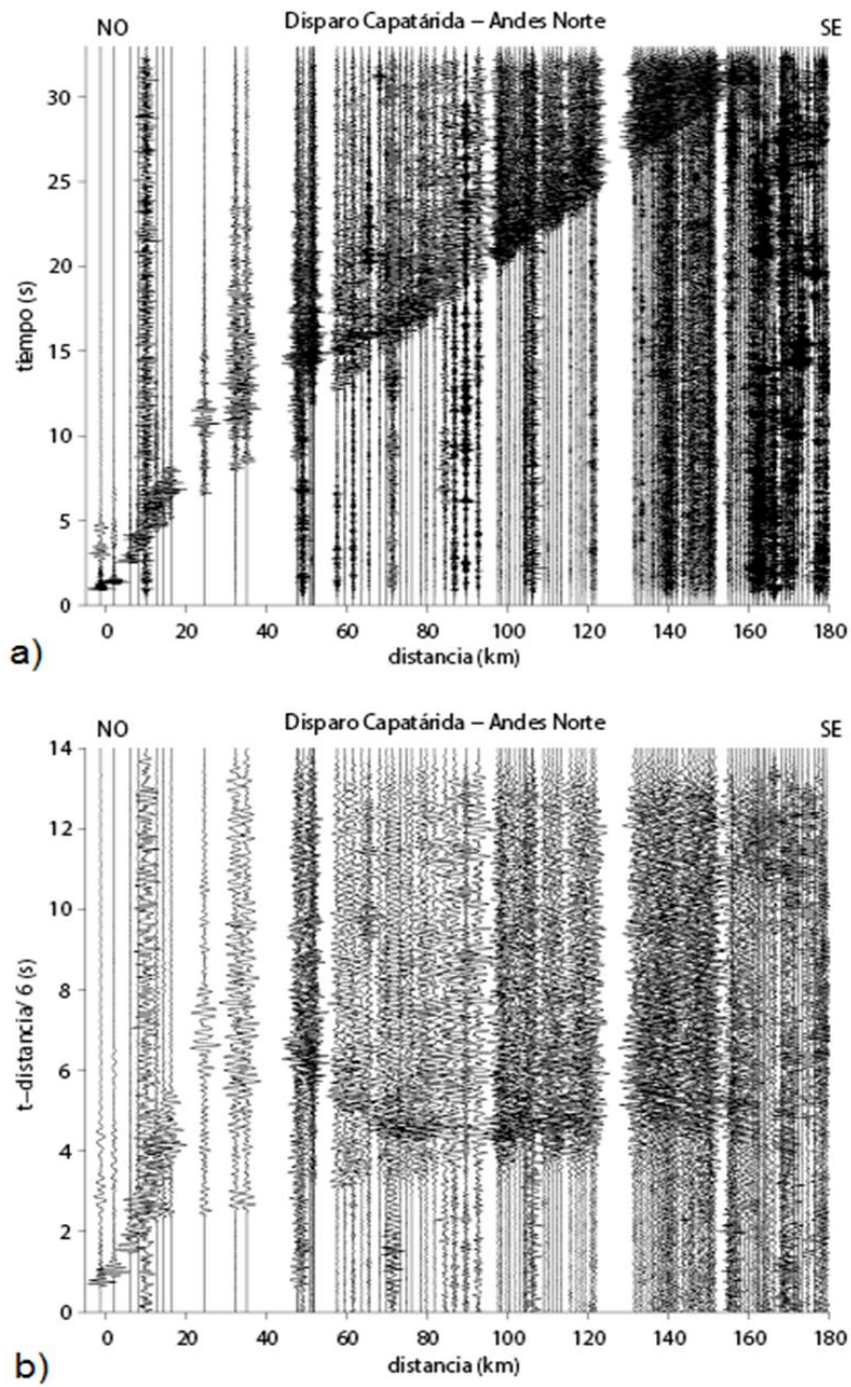 Disparo Capatárida – Andes Norte
NO
SE
tiempo (s)
30
25
20
15
10
5
0
0 20 40 60 80 100 120 140 160 180
distancia (km)
a)
Disparo Capatárida – Andes Norte
NO
SE
t–distancia/ 6 (s)
14
12
10
8
6
4
2
0
0 20 40 60 80 100 120 140 160 180
distancia (km)
b)